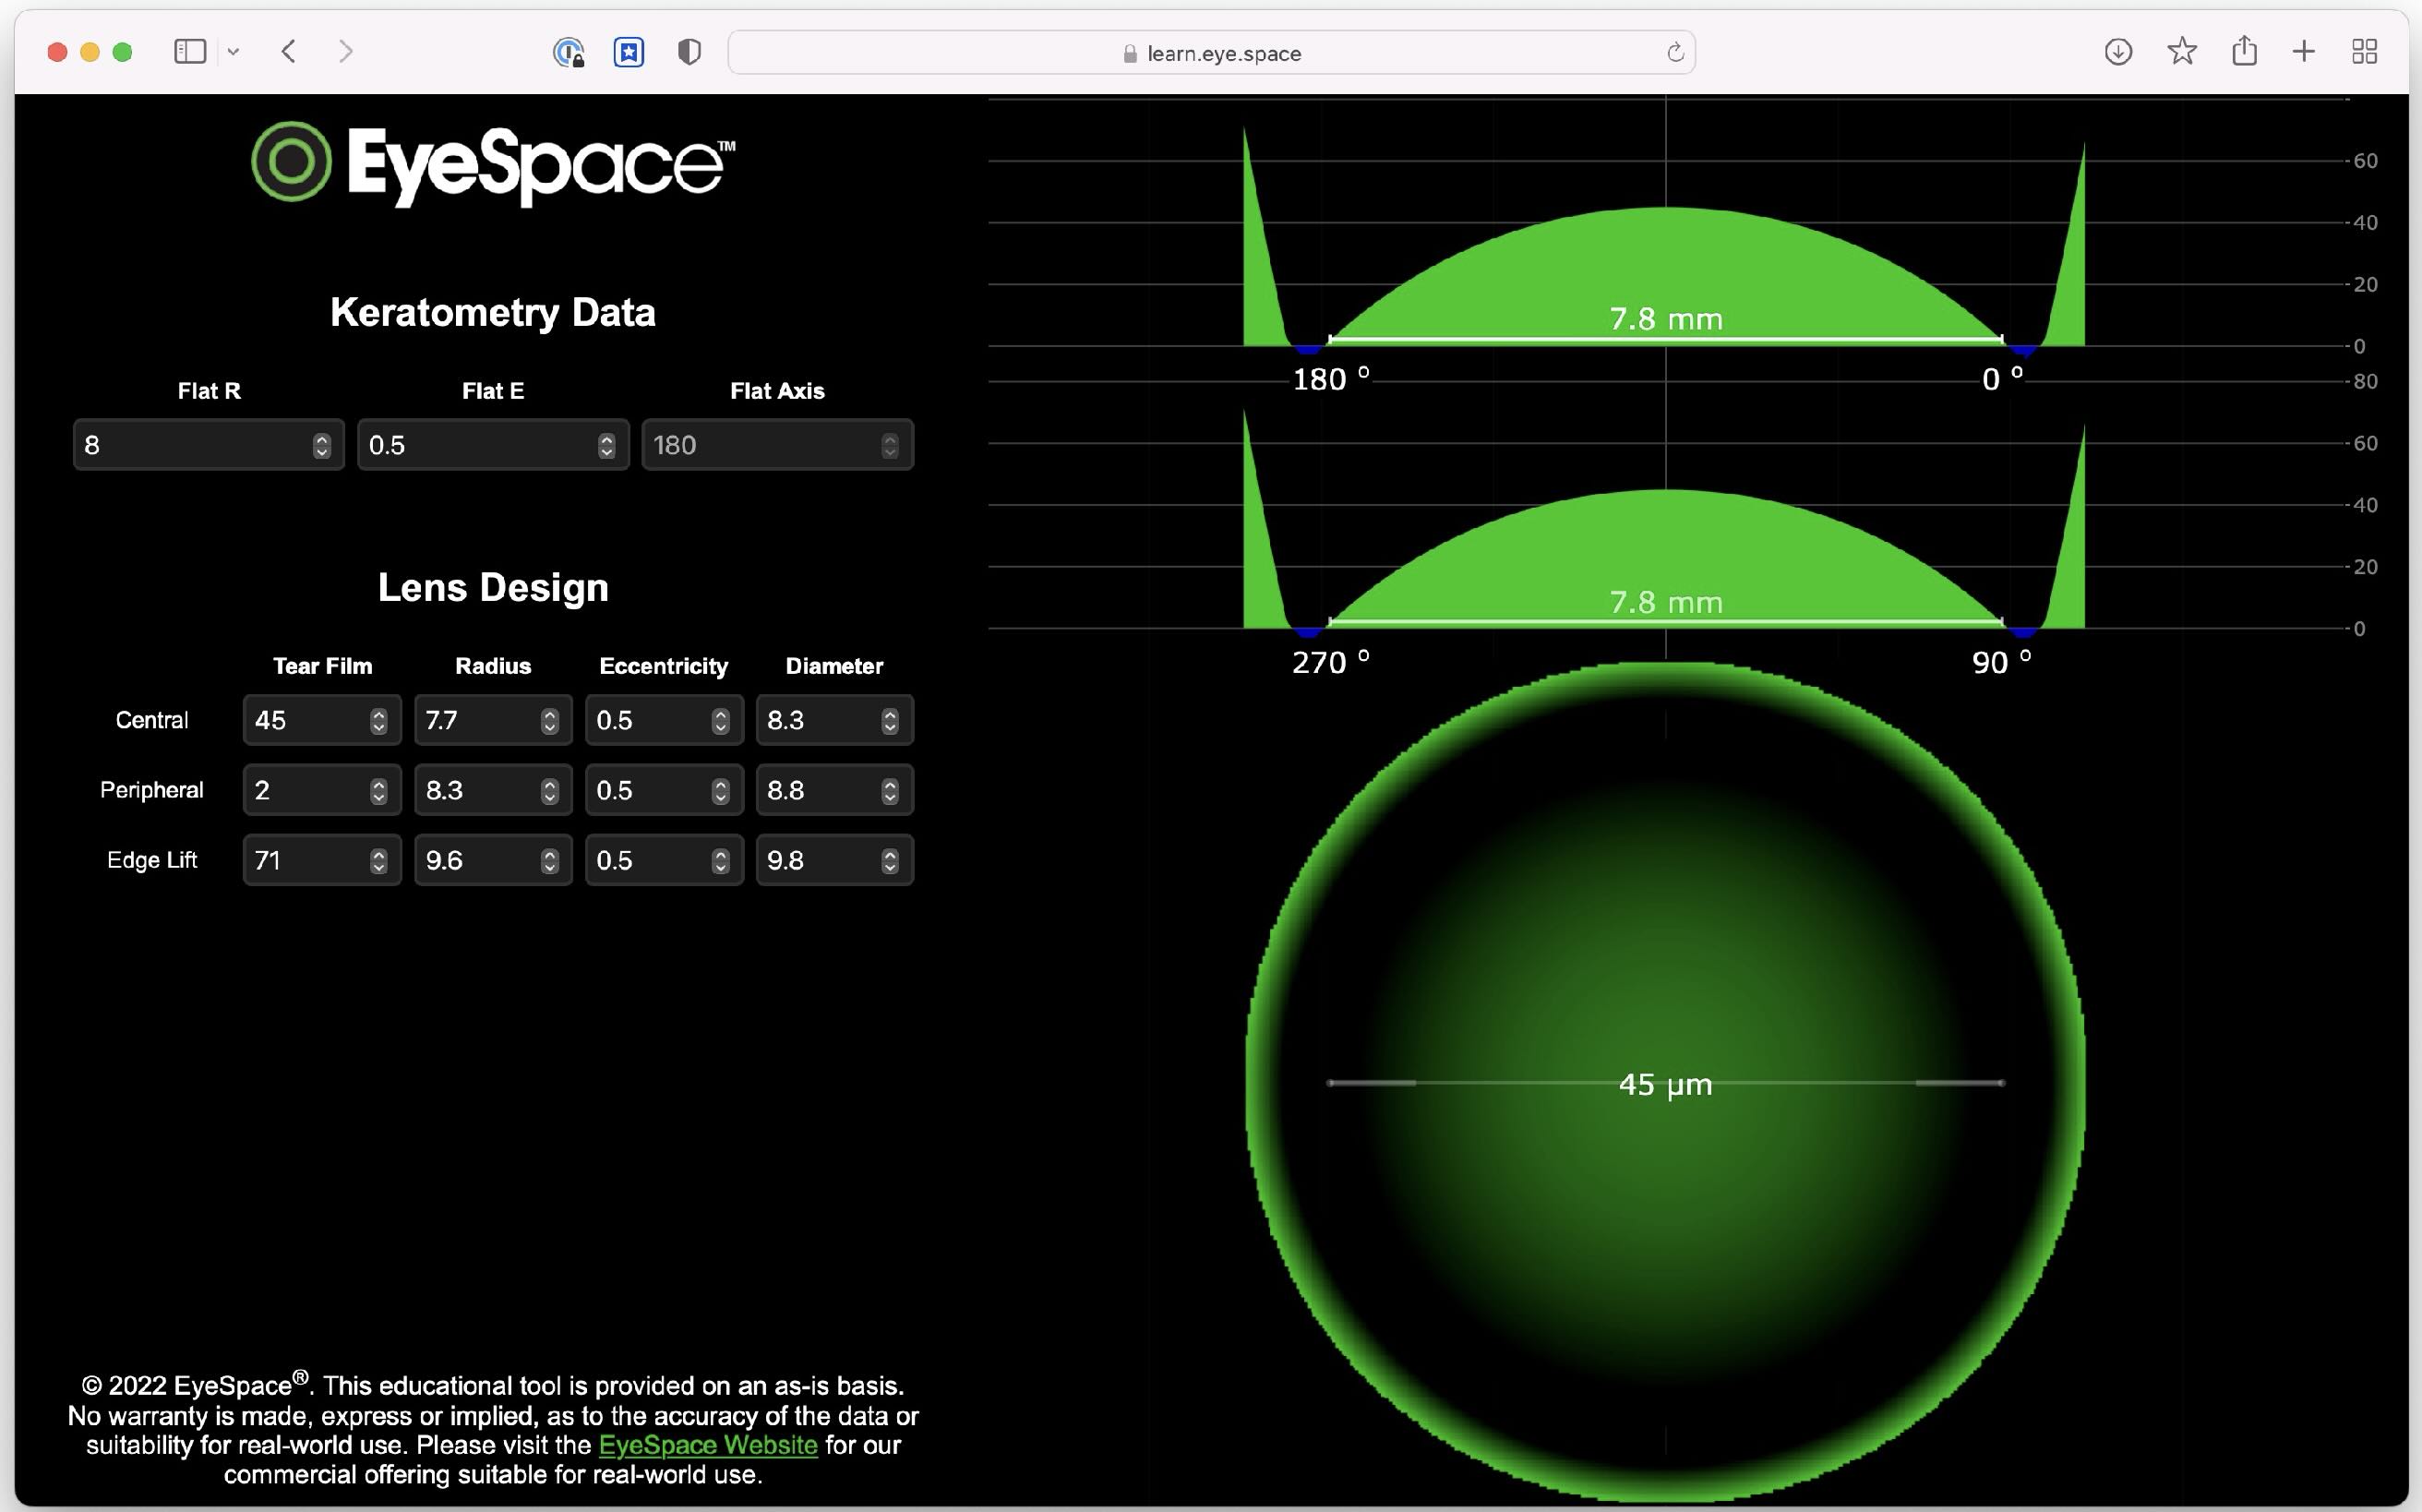 learn.eye.space
EyeSpace™
Keratometry Data
Flat R Flat E Flat Axis
8 0.5 180
Lens Design
Tear Film Radius Eccentricity Diameter
Central 45 7.7 0.5 8.3
Peripheral 2 8.3 0.5 8.8
Edge Lift 71 9.6 0.5 9.8
© 2022 EyeSpace®. This educational tool is provided on an as-is basis.
No warranty is made, express or implied, as to the accuracy of the data or
suitability for real-world use. Please visit the EyeSpace Website for our
commercial offering suitable for real-world use.
60
40
20
7.8 mm
0
180 º 0 º
80
60
40
20
7.8 mm
0
270 º 90 º
45 µm